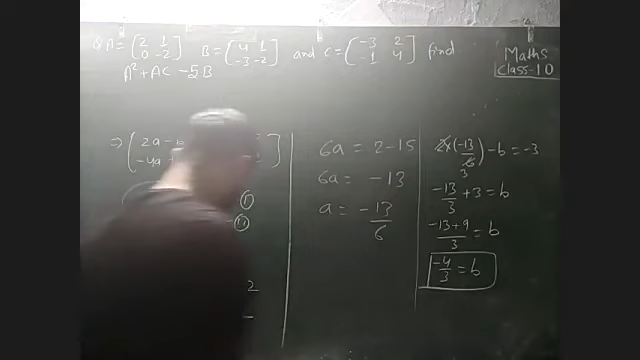 Q A = [2 1 0 -2] B = [4 1 -3 -2] and C = [-3 2 -1 4] find
A² + AC - 5B
Maths
Class-10
⇒ [2a -
-4a
(i)
(ii)
2
6a = 2-15
6a = -13
a = -13/6
2×(-13/6) - b = -3
3
-13/3 + 3 = b
-13+9/3 = b
-4/3 = b